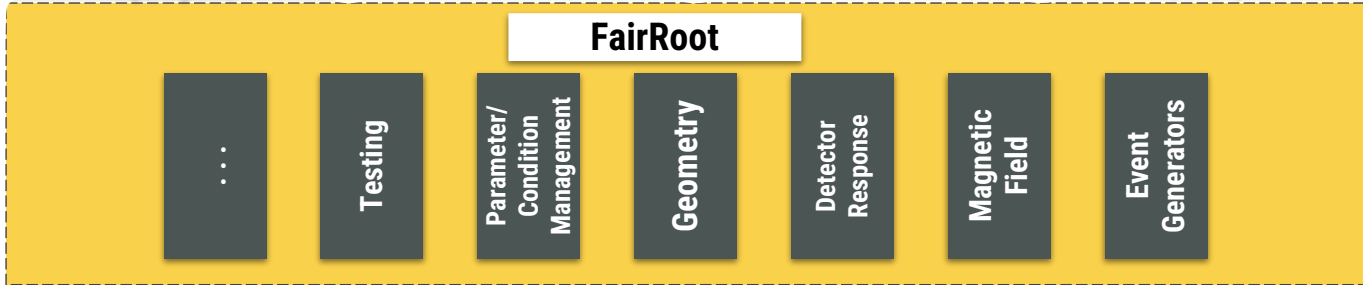 FairRoot
. . .
Testing
Parameter/
Condition
Management
Geometry
Detector
Response
Magnetic
Field
Event
Generators